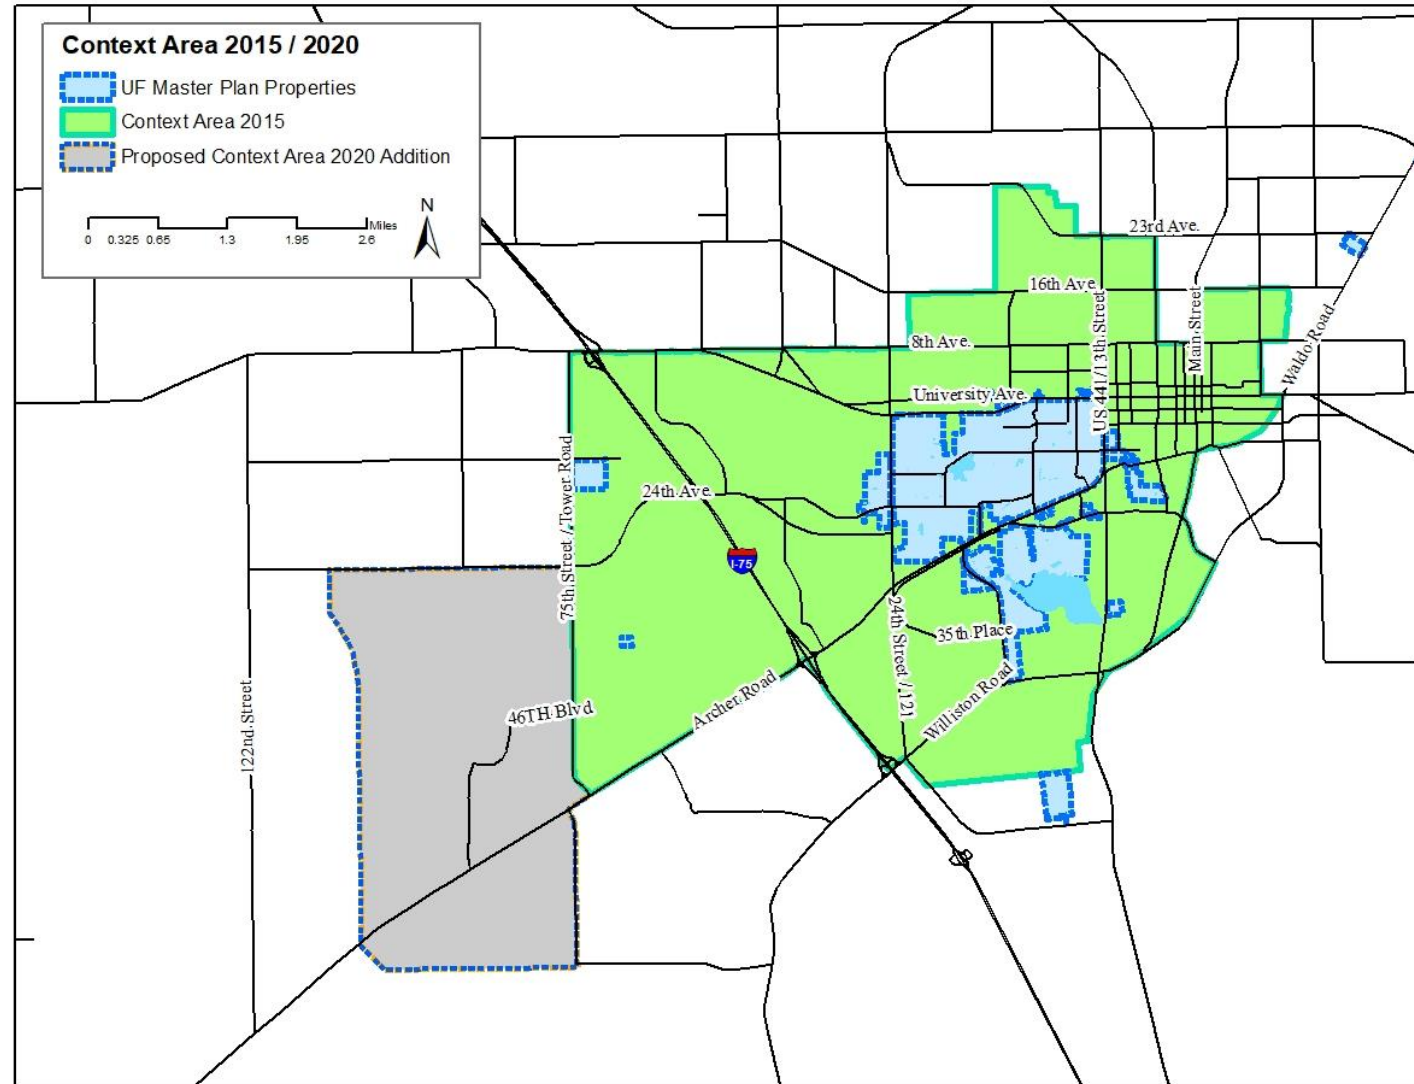 Context Area 2015 / 2020
UF Master Plan Properties
Context Area 2015
Proposed Context Area 2020 Addition
N
Miles
0 0.325 0.65 1.3 1.95 2.6
23rd Ave.
16th Ave.
US 441/13th Street
Main Street
Waldo Road
8th Ave.
University Ave.
75th Street / Tower Road
24th Ave.
I-75
24th Street / 121
35th Place
Williston Road
Archer Road
46TH Blvd
122nd Street